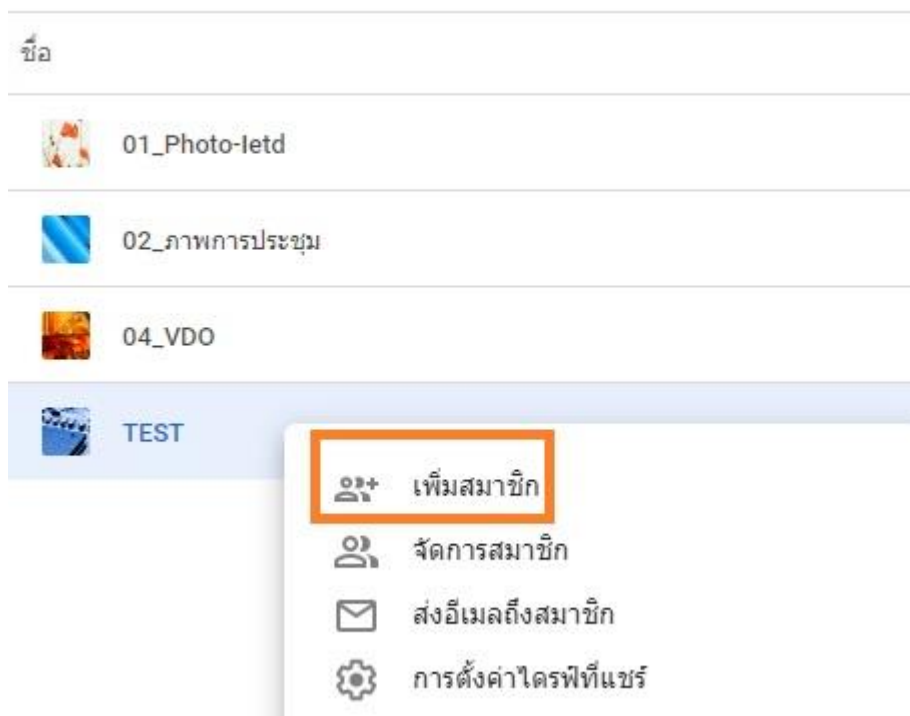 ชื่อ
01_Photo-Ietd
02_ภาพการประชุม
04_VDO
TEST
เพิ่มสมาชิก
จัดการสมาชิก
ส่งอีเมลถึงสมาชิก
การตั้งค่าไดรฟ์ที่แชร์